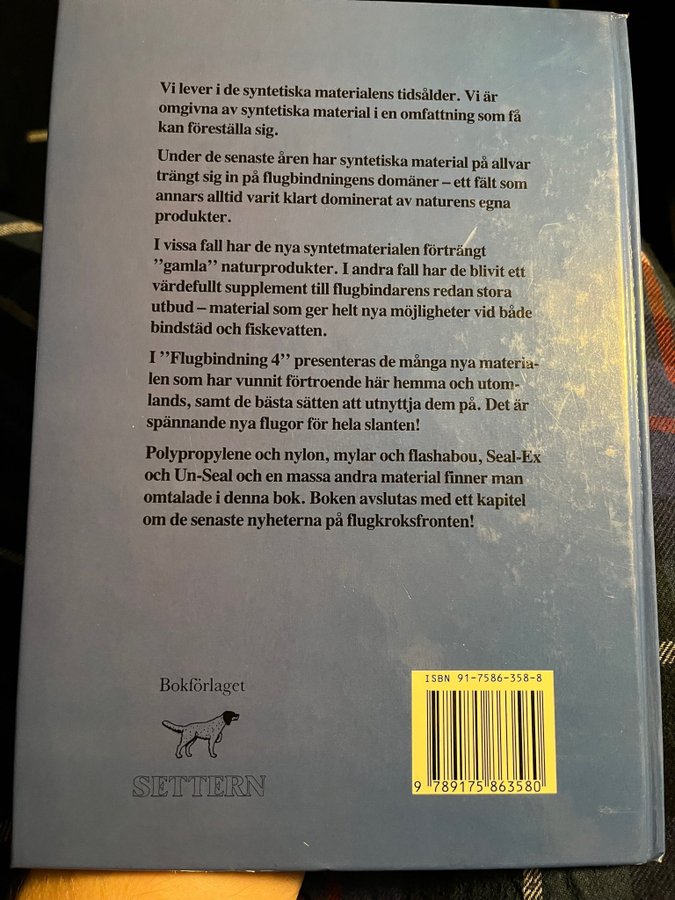 Vi lever i de syntetiska materialens tidsålder. Vi är
omgivna av syntetiska material i en omfattning som få
kan föreställa sig.
Under de senaste åren har syntetiska material på allvar
trängt sig in på flugbindningens domäner – ett fält som
annars alltid varit klart dominerat av naturens egna
produkter.
I vissa fall har de nya syntetmaterialen förträngt
”gamla” naturprodukter. I andra fall har de blivit ett
värdefullt supplement till flugbindarens redan stora
utbud – material som ger helt nya möjligheter vid både
bindstäd och fiskevatten.
I ”Flugbindning 4” presenteras de många nya materia-
len som har vunnit förtroende här hemma och utom-
lands, samt de bästa sätten att utnyttja dem på. Det är
spännande nya flugor för hela slanten!
Polypropylene och nylon, mylar och flashabou, Seal-Ex
och Un-Seal och en massa andra material finner man
omtalade i denna bok. Boken avslutas med ett kapitel
om de senaste nyheterna på flugkroksfronten!
Bokförlaget
SETTERN
ISBN 91-7586-358-8
9 789175 863580